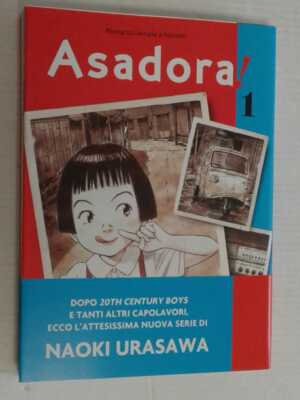 Asadora!
1
DOPO 20TH CENTURY BOYS
E TANTI ALTRI CAPOLAVORI,
ECCO L'ATTESISSIMA NUOVA SERIE DI
NAOKI URASAWA